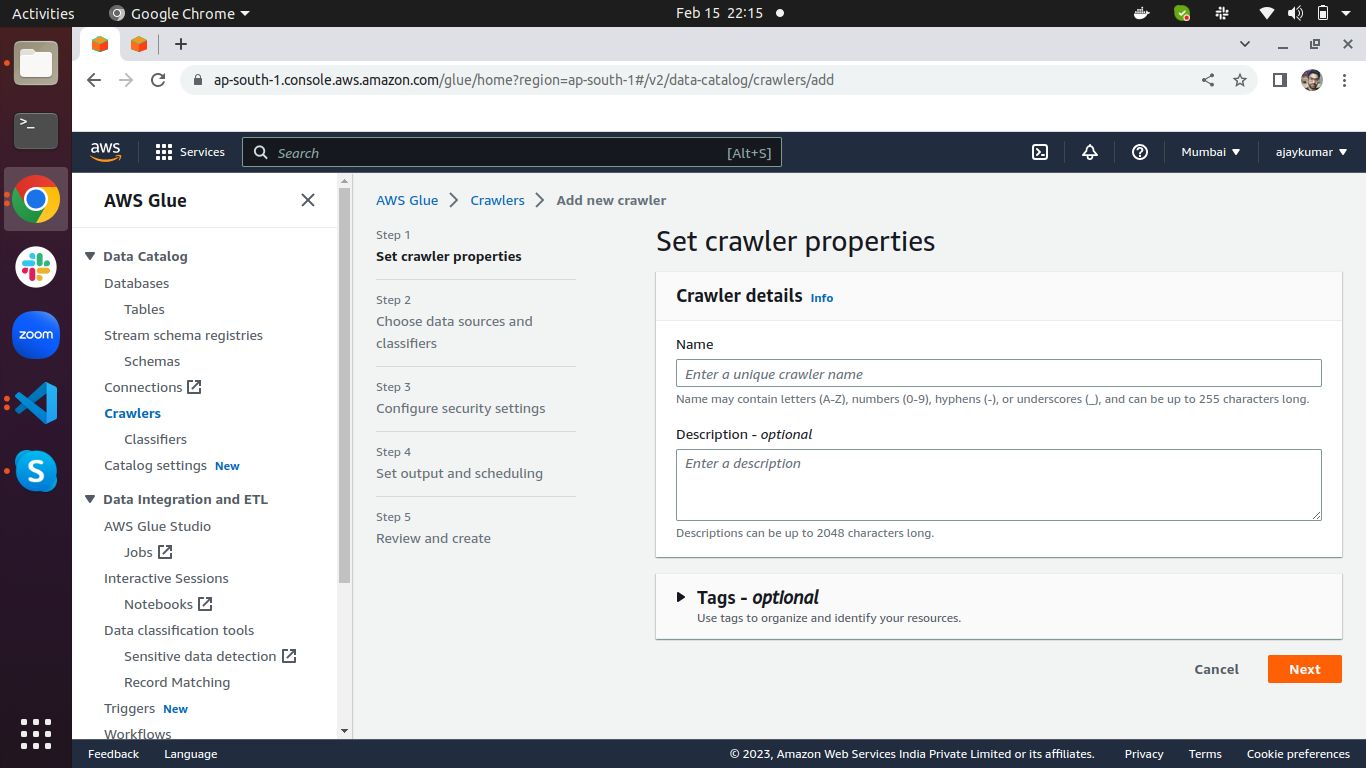 Activities
Google Chrome
Feb 15 22:15
ap-south-1.console.aws.amazon.com/glue/home?region=ap-south-1#/v2/data-catalog/crawlers/add
aws
Services
Search
[Alt+S]
Mumbai
ajaykumar
>_
zoom
S
AWS Glue
Data Catalog
Databases
Tables
Stream schema registries
Schemas
Connections
Crawlers
Classifiers
Catalog settings New
Data Integration and ETL
AWS Glue Studio
Jobs
Interactive Sessions
Notebooks
Data classification tools
Sensitive data detection
Record Matching
Triggers New
Workflows
AWS Glue
Crawlers
Add new crawler
Step 1
Set crawler properties
Step 2
Choose data sources and
classifiers
Step 3
Configure security settings
Step 4
Set output and scheduling
Step 5
Review and create
Set crawler properties
Crawler details Info
Name
Enter a unique crawler name
Name may contain letters (A-Z), numbers (0-9), hyphens (-), or underscores (_), and can be up to 255 characters long.
Description - optional
Enter a description
Descriptions can be up to 2048 characters long.
Tags - optional
Use tags to organize and identify your resources.
Cancel
Next
Feedback
Language
© 2023, Amazon Web Services India Private Limited or its affiliates.
Privacy
Terms
Cookie preferences